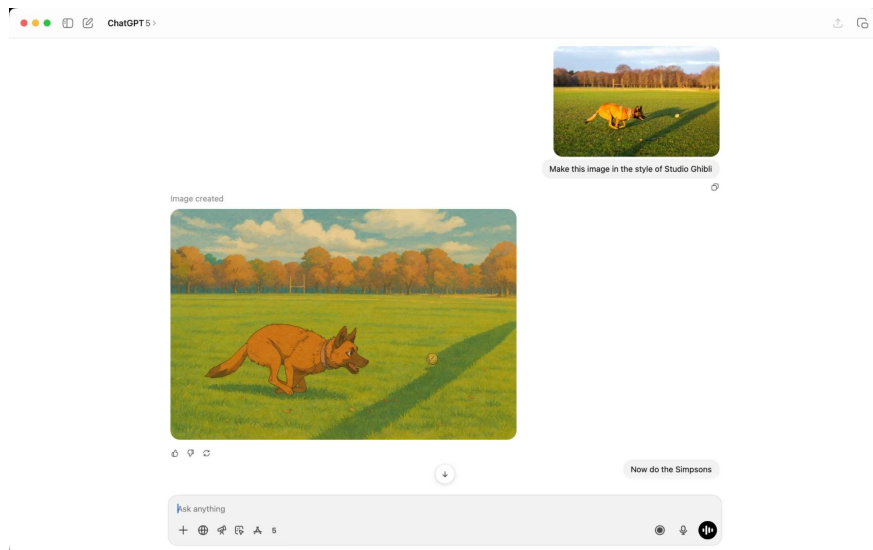 ChatGPT 5 >
Make this image in the style of Studio Ghibli
Image created
Now do the Simpsons
Ask anything
5